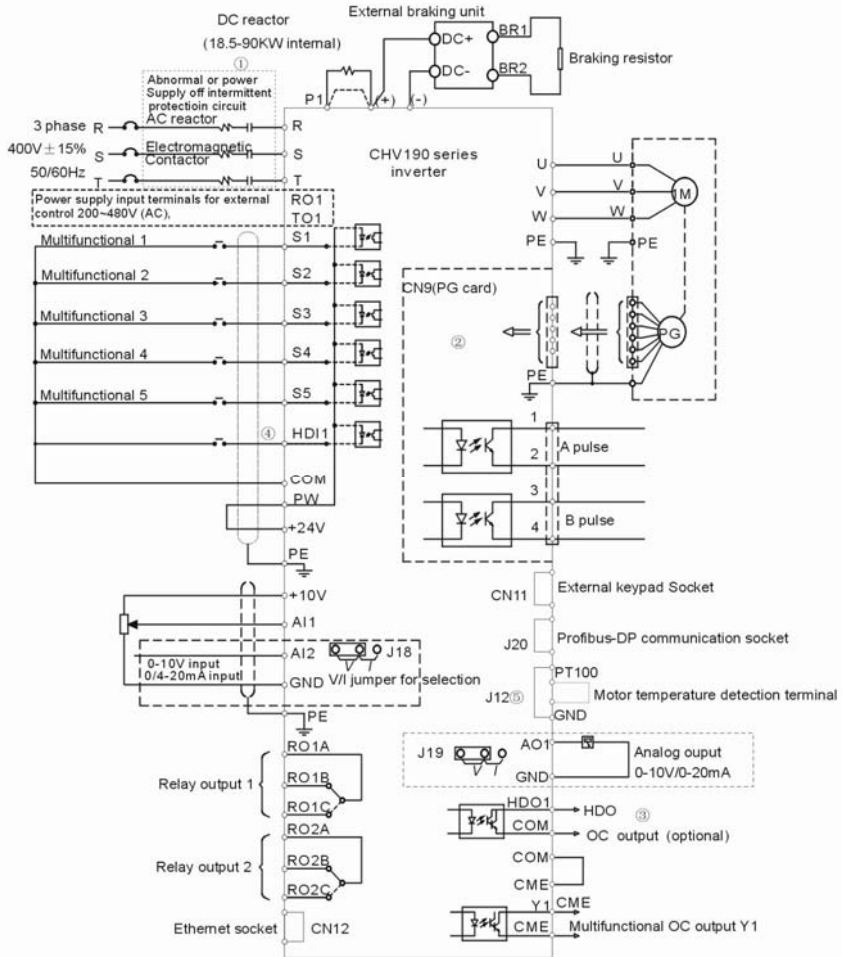 DC reactor
(18.5-90KW internal)
External braking unit
DC+
DC-
BR1
BR2
Braking resistor
①
Abnormal or power
Supply off intermittent
protectioin circuit
AC reactor
P1
(+)
(-)
3 phase
400V±15%
50/60Hz
R
S
T
Electromagnetic
Contactor
R
S
T
CHV190 series
inverter
Power supply input terminals for external
control 200~480V (AC),
RO1
TO1
U
V
W
PE
U
V
W
PE
M
Multifunctional 1
S1
Multifunctional 2
S2
Multifunctional 3
S3
Multifunctional 4
S4
Multifunctional 5
S5
④
HDI1
COM
PW
+24V
PE
CN9(PG card)
②
PG
PE
1
2
A pulse
3
4
B pulse
+10V
AI1
AI2
GND
0-10V input
0/4-20mA input
J18
V
I
V/I jumper for selection
PE
CN11
External keypad Socket
J20
Profibus-DP communication socket
PT100
J12⑤
Motor temperature detection terminal
GND
J19
V
I
AO1
GND
Analog ouput
0-10V/0-20mA
Relay output 1
RO1A
RO1B
RO1C
Relay output 2
RO2A
RO2B
RO2C
HDO1
HDO
③
COM
OC output (optional)
COM
CME
Y1
CME
CME
Multifunctional OC output Y1
Ethernet socket
CN12